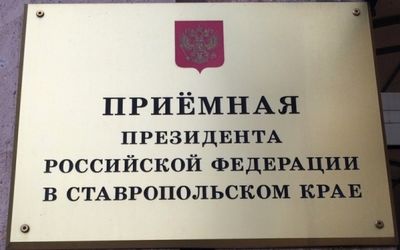 ПРИЁМНАЯ
ПРЕЗИДЕНТА
РОССИЙСКОЙ ФЕДЕРАЦИИ
В СТАВРОПОЛЬСКОМ КРАЕ